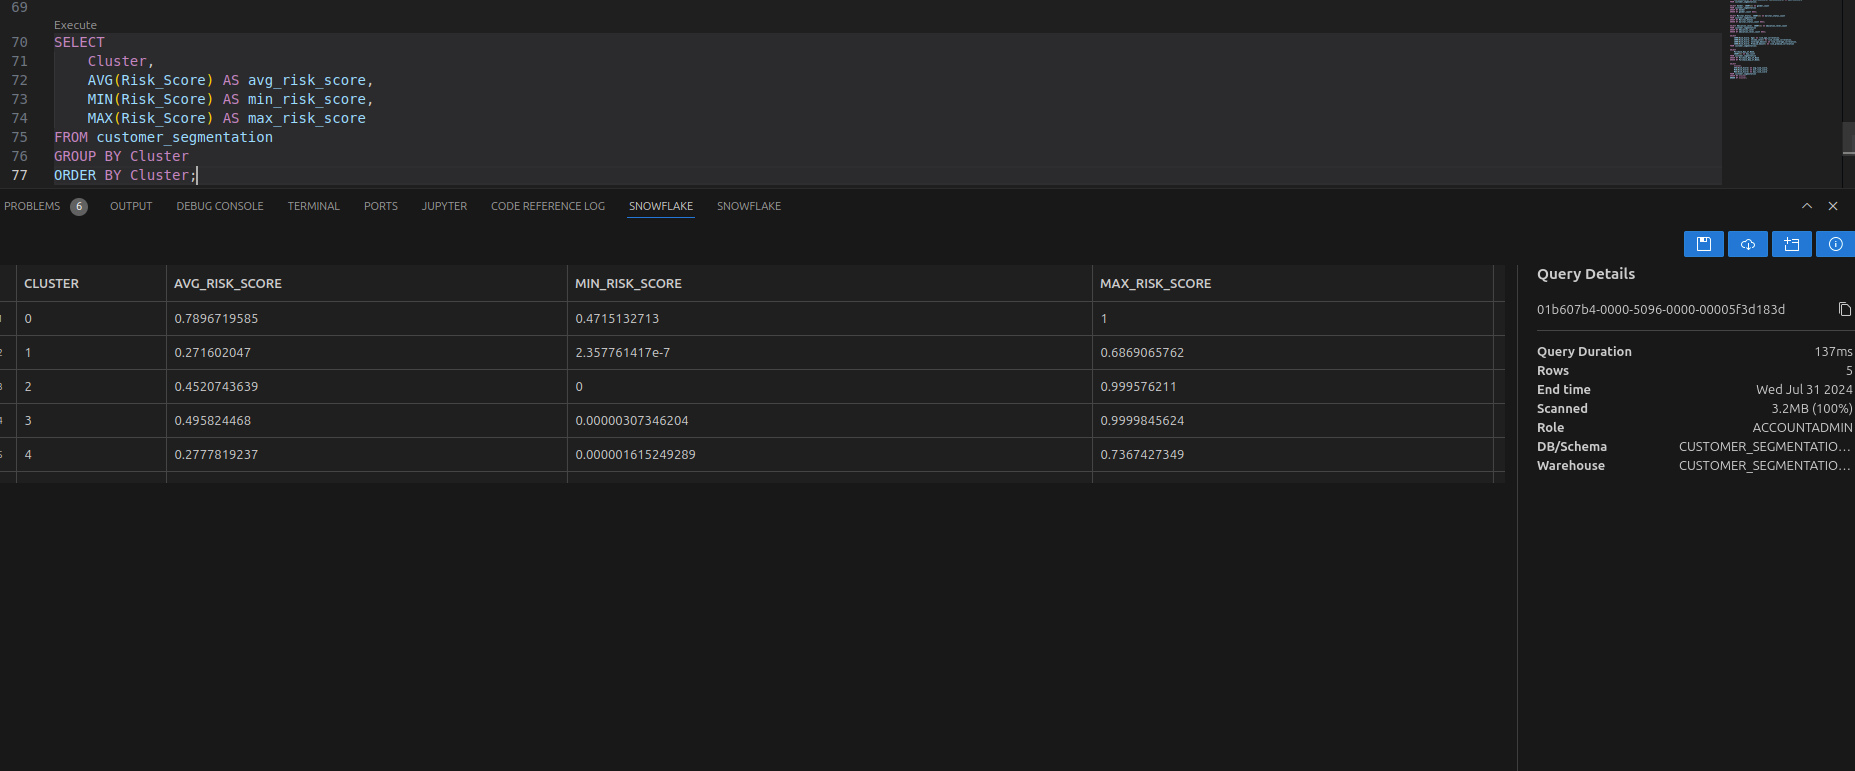 69
Execute
70 SELECT
71 Cluster,
72 AVG(Risk_Score) AS avg_risk_score,
73 MIN(Risk_Score) AS min_risk_score,
74 MAX(Risk_Score) AS max_risk_score
75 FROM customer_segmentation
76 GROUP BY Cluster
77 ORDER BY Cluster;
PROBLEMS 6 OUTPUT DEBUG CONSOLE TERMINAL PORTS JUPYTER CODE REFERENCE LOG SNOWFLAKE SNOWFLAKE
CLUSTER AVG_RISK_SCORE MIN_RISK_SCORE MAX_RISK_SCORE
0 0.7896719585 0.4715132713 1
2 1 0.271602047 2.357761417e-7 0.6869065762
3 2 0.4520743639 0 0.999576211
4 3 0.495824468 0.00000307346204 0.9999845624
5 4 0.2777819237 0.000001615249289 0.7367427349
Query Details
01b607b4-0000-5096-0000-00005f3d183d
Query Duration 137ms
Rows 5
End time Wed Jul 31 2024
Scanned 3.2MB (100%)
Role ACCOUNTADMIN
DB/Schema CUSTOMER_SEGMENTATIO...
Warehouse CUSTOMER_SEGMENTATIO...